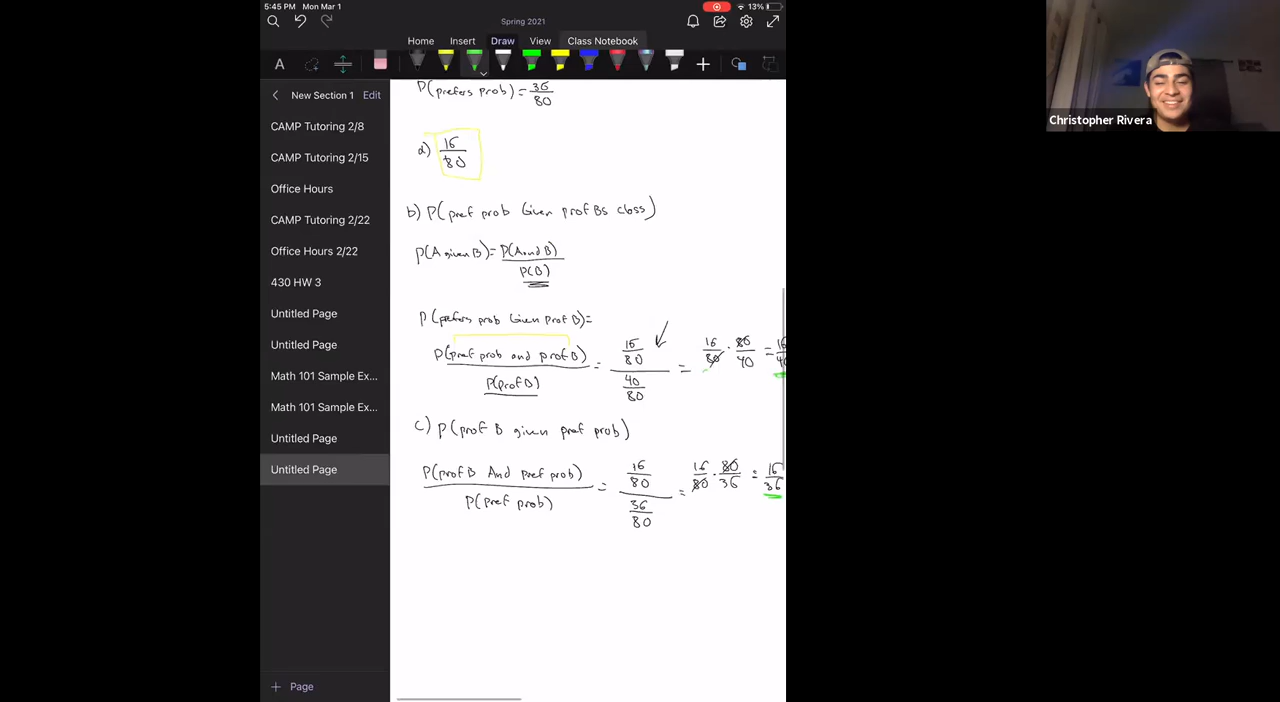 5:45 PM Mon Mar 1
13%
Spring 2021
Home Insert Draw View Class Notebook
A
New Section 1 Edit
CAMP Tutoring 2/8
CAMP Tutoring 2/15
Office Hours
CAMP Tutoring 2/22
Office Hours 2/22
430 HW 3
Untitled Page
Untitled Page
Math 101 Sample Ex...
Math 101 Sample Ex...
Untitled Page
Untitled Page
+ Page
P(prefers prob) = 36/80
a) 16/80
b) P(pref prob Given prof Bs class)
P(A given B) = P(A and B)/P(B)
P(prefers prob Given prof B) =
P(pref prob and prof B)/P(prof B) = 16/80 / 40/80 = 16/80 · 80/40 = 16/40
c) P(prof B given pref prob)
P(prof B And pref prob)/P(pref prob) = 16/80 / 36/80 = 16/80 · 80/36 = 16/36
Christopher Rivera